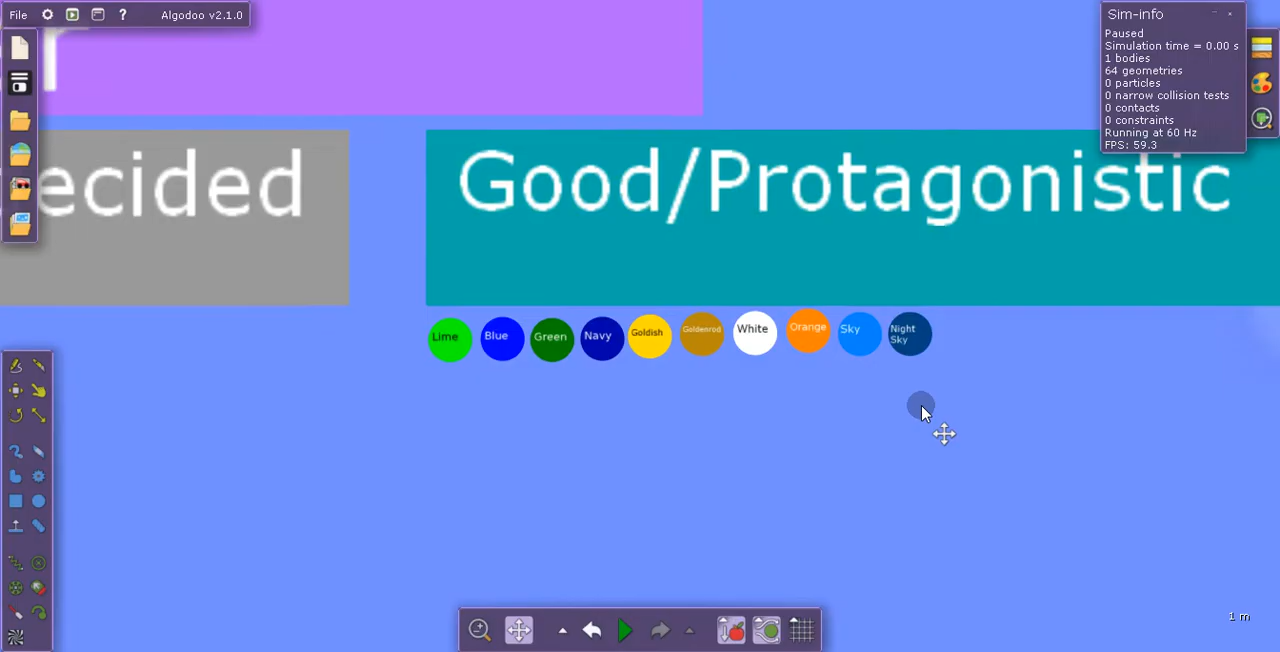 File ? Algodoo v2.1.0
Sim-info
Paused
Simulation time = 0.00 s
1 bodies
64 geometries
0 particles
0 narrow collision tests
0 contacts
0 constraints
Running at 60 Hz
FPS: 59.3
ecided
Good/Protagonistic
Lime
Blue
Green
Navy
Goldish
Goldenrod
White
Orange
Sky
Night
Sky
1 m